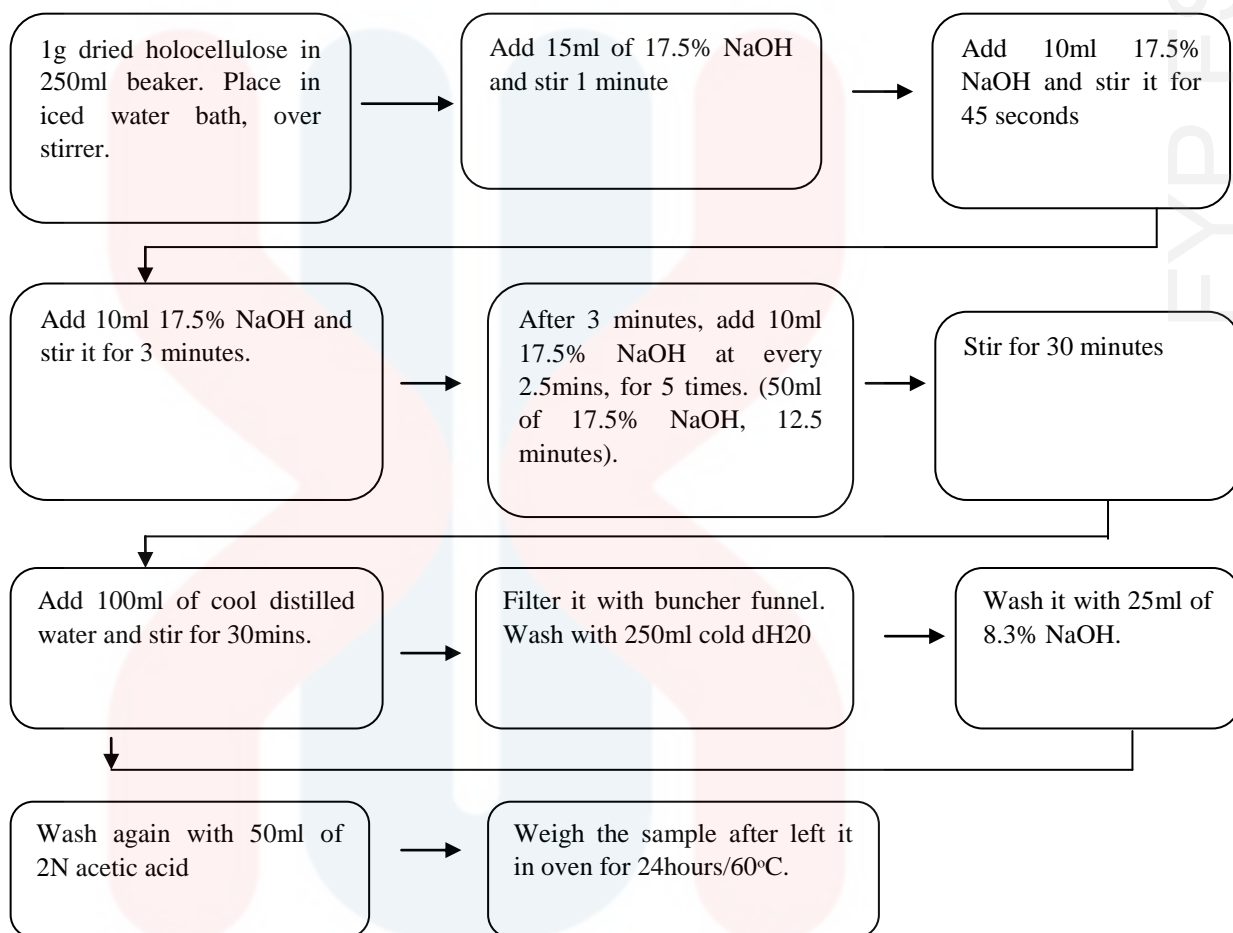 1g dried holocellulose in
250ml beaker. Place in
iced water bath, over
stirrer.
Add 15ml of 17.5% NaOH
and stir 1 minute
Add 10ml 17.5%
NaOH and stir it for
45 seconds
Add 10ml 17.5% NaOH and
stir it for 3 minutes.
After 3 minutes, add 10ml
17.5% NaOH at every
2.5mins, for 5 times. (50ml
of 17.5% NaOH, 12.5
minutes).
Stir for 30 minutes
Add 100ml of cool distilled
water and stir for 30mins.
Filter it with buncher funnel.
Wash with 250ml cold dH20
Wash it with 25ml of
8.3% NaOH.
Wash again with 50ml of
2N acetic acid
Weigh the sample after left it
in oven for 24hours/60°C.
FYP